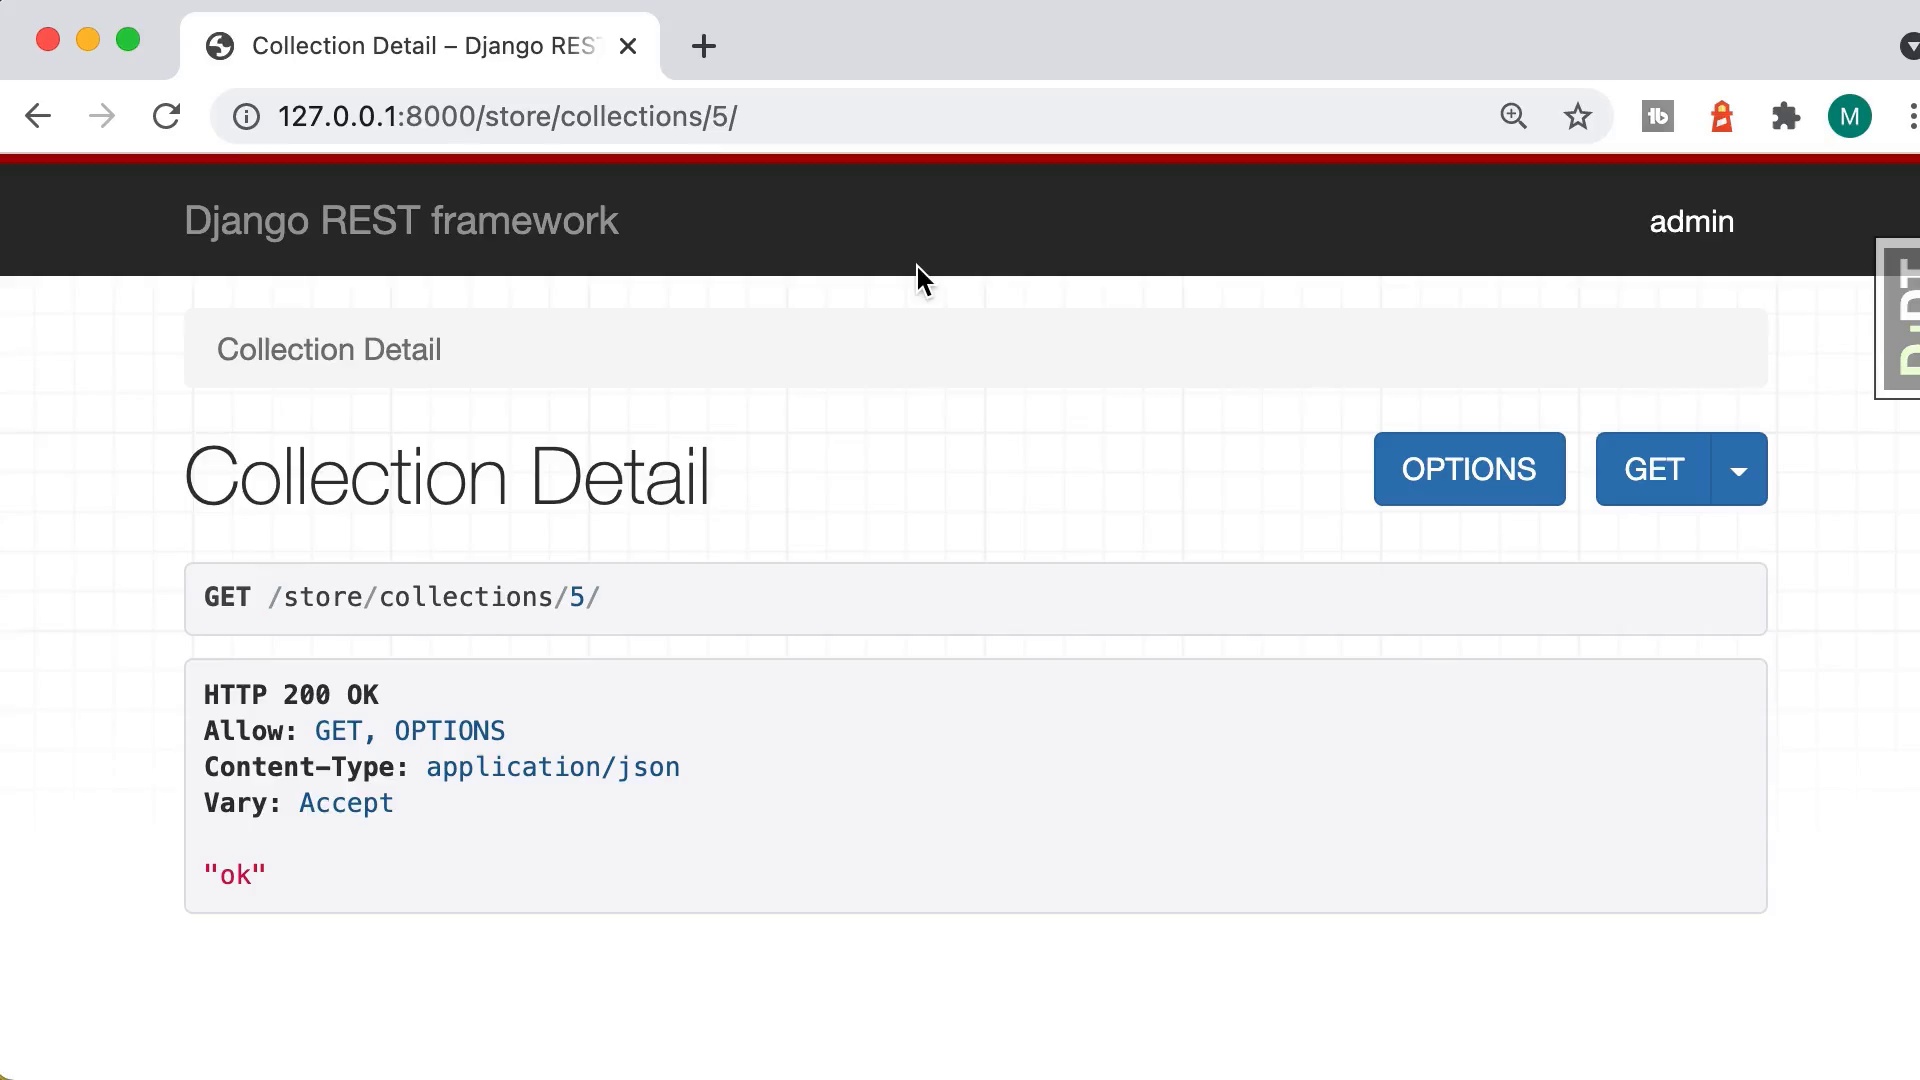 Collection Detail – Django RES
127.0.0.1:8000/store/collections/5/
M
Django REST framework
admin
DjDT
Collection Detail
Collection Detail
OPTIONS
GET
GET /store/collections/5/
HTTP 200 OK
Allow: GET, OPTIONS
Content-Type: application/json
Vary: Accept
"ok"